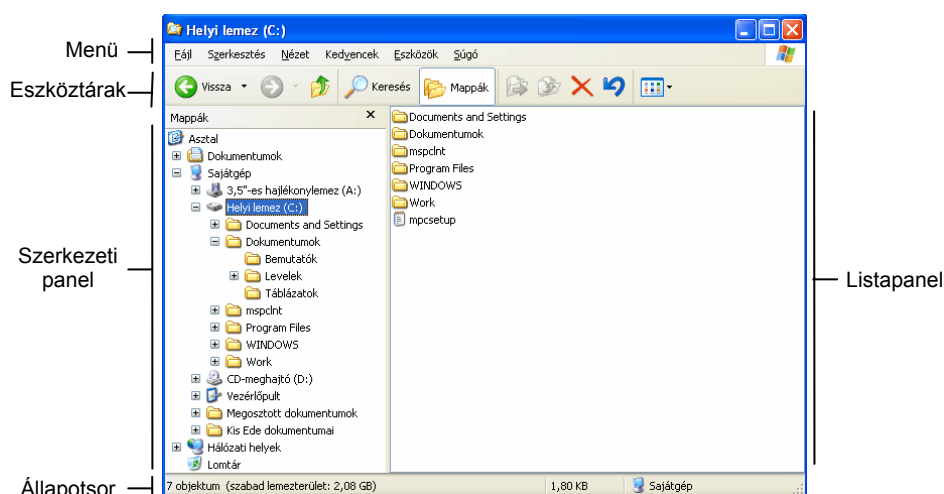 Helyi lemez (C:)
Menü
Fájl Szerkesztés Nézet Kedvencek Eszközök Súgó
Eszköztárak
Vissza Keresés Mappák
Mappák
Asztal
Dokumentumok
Sajátgép
3,5"-es hajlékonylemez (A:)
Helyi lemez (C:)
Documents and Settings
Dokumentumok
Bemutatók
Levelek
Táblázatok
mspclnt
Program Files
WINDOWS
Work
CD-meghajtó (D:)
Vezérlőpult
Megosztott dokumentumok
Kis Ede dokumentumai
Hálózati helyek
Lomtár
Szerkezeti
panel
Documents and Settings
Dokumentumok
mspclnt
Program Files
WINDOWS
Work
mpcsetup
Listapanel
Állapotsor
7 objektum (szabad lemezterület: 2,08 GB) 1,80 KB Sajátgép